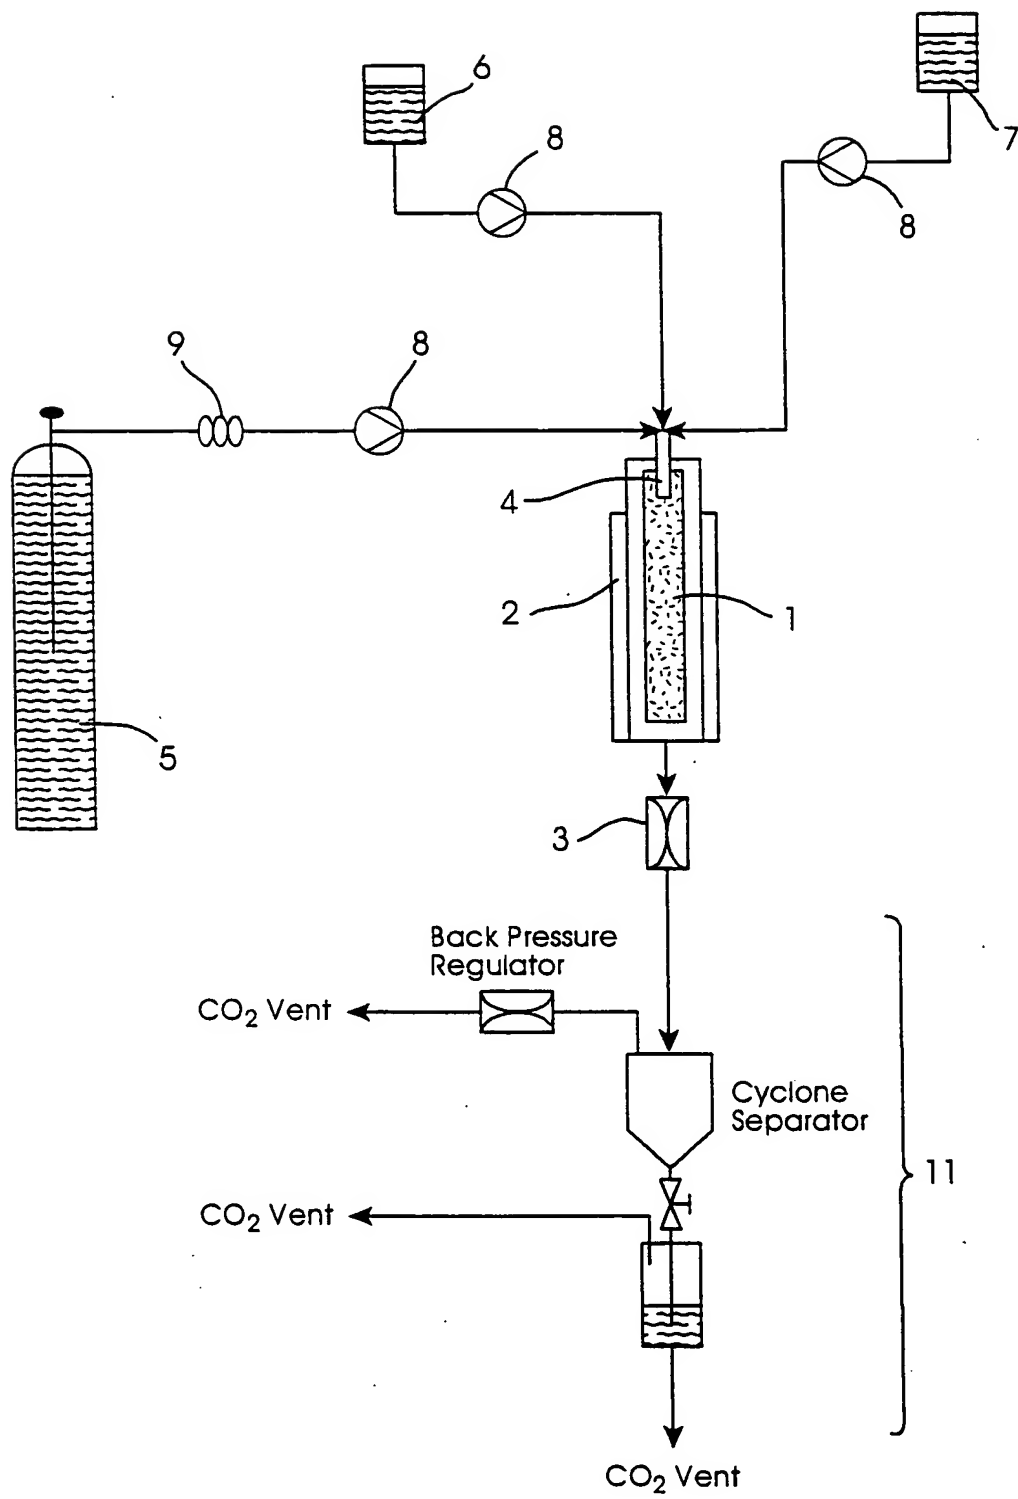 6
7
8
8
9
8
4
2
1
5
3
Back Pressure
Regulator
CO₂ Vent
Cyclone
Separator
11
CO₂ Vent
CO₂ Vent